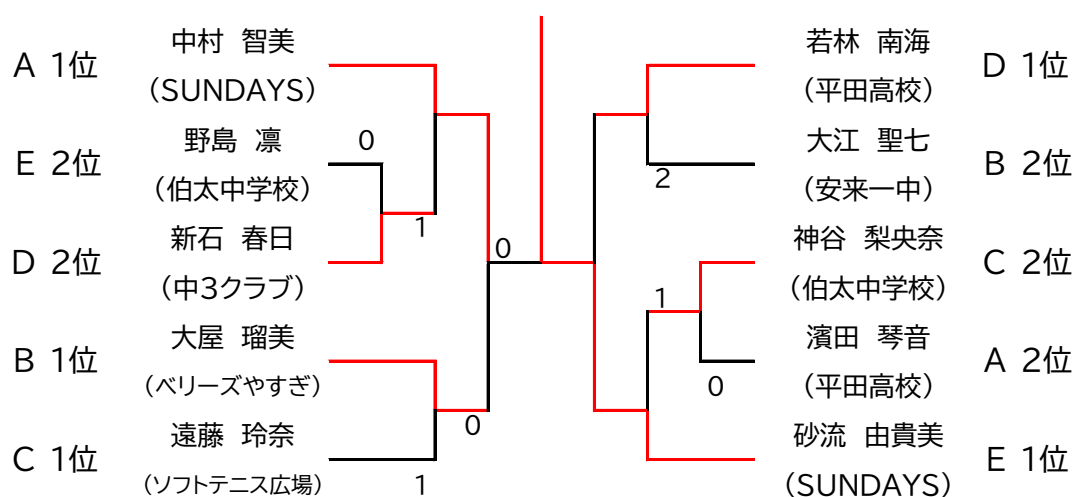 A 1位
中村 智美
(SUNDAYS)
E 2位
野島 凛
(伯太中学校)
0
D 2位
新石 春日
(中3クラブ)
1
B 1位
大屋 瑠美
(ベリーズやすぎ)
C 1位
遠藤 玲奈
(ソフトテニス広場)
1
0
0
若林 南海
(平田高校)
D 1位
大江 聖七
(安来一中)
B 2位
2
神谷 梨央奈
(伯太中学校)
C 2位
1
濱田 琴音
(平田高校)
A 2位
0
砂流 由貴美
(SUNDAYS)
E 1位